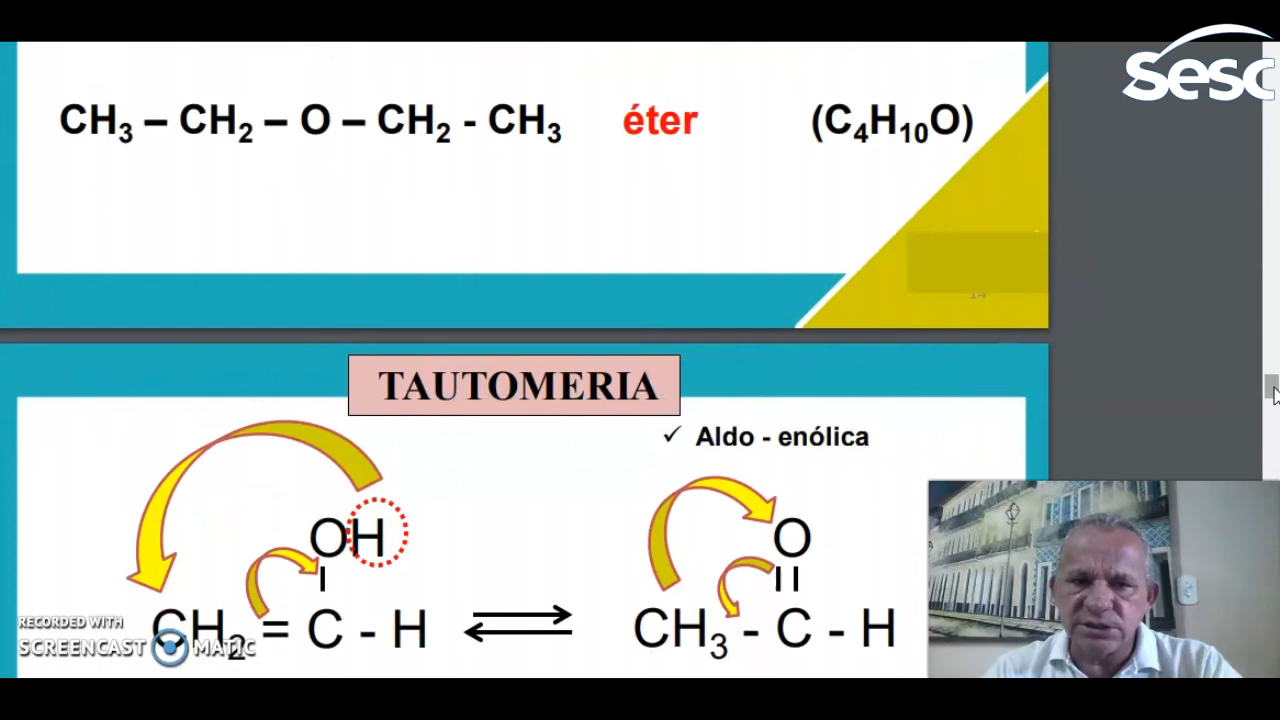 Sesc
CH₃ – CH₂ – O – CH₂ - CH₃ éter (C₄H₁₀O)
TAUTOMERIA
✓ Aldo - enólica
OH
CH₂ = C - H
O
CH₃ - C - H
RECORDED WITH
SCREENCAST MATIC